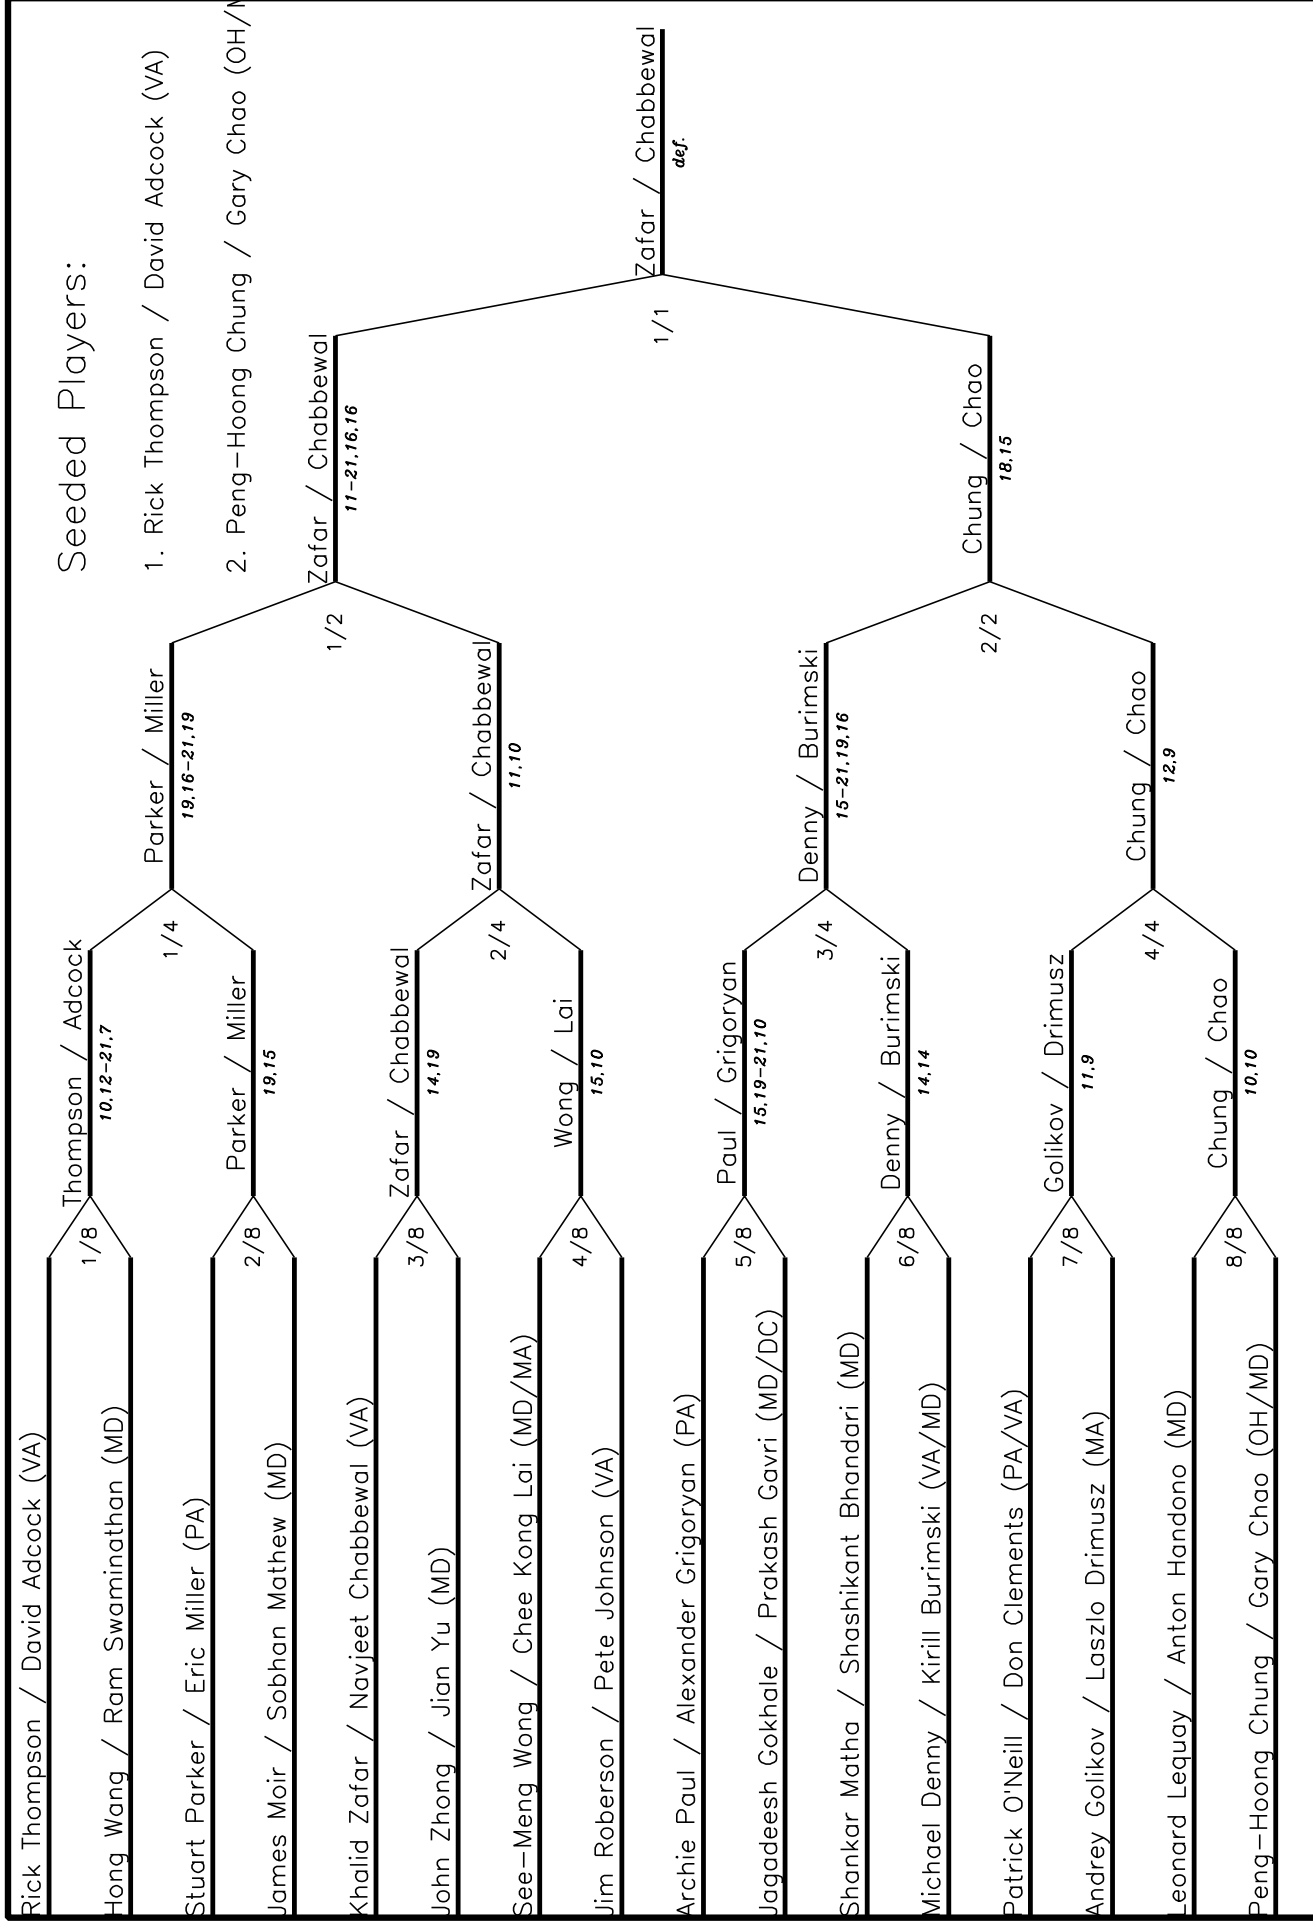 Seeded Players:
1. Rick Thompson / David Adcock (VA)
2. Peng-Hoong Chung / Gary Chao (OH/
Rick Thompson / David Adcock (VA)
Hong Wang / Ram Swaminathan (MD)
Stuart Parker / Eric Miller (PA)
James Moir / Sobhan Mathew (MD)
Khalid Zafar / Navjeet Chabbewal (VA)
John Zhong / Jian Yu (MD)
See-Meng Wong / Chee Kong Lai (MD/MA)
Jim Roberson / Pete Johnson (VA)
Archie Paul / Alexander Grigoryan (PA)
Jagadeesh Gokhale / Prakash Gavri (MD/DC)
Shankar Matha / Shashikant Bhandari (MD)
Michael Denny / Kirill Burimski (VA/MD)
Patrick O'Neill / Don Clements (PA/VA)
Andrey Golikov / Laszlo Drimusz (MA)
Leonard Lequay / Anton Handono (MD)
Peng-Hoong Chung / Gary Chao (OH/MD)
1/8
2/8
3/8
4/8
5/8
6/8
7/8
8/8
Thompson / Adcock
10,12-21,7
Parker / Miller
19,15
Zafar / Chabbewal
14,19
Wong / Lai
15,10
Paul / Grigoryan
15,19-21,10
Denny / Burimski
14,14
Golikov / Drimusz
11,9
Chung / Chao
10,10
1/4
2/4
3/4
4/4
Parker / Miller
19,16-21,19
Zafar / Chabbewal
11,10
Denny / Burimski
15-21,19,16
Chung / Chao
12,9
1/2
2/2
Zafar / Chabbewal
11-21,16,16
Chung / Chao
18,15
1/1
Zafar / Chabbewal
def.